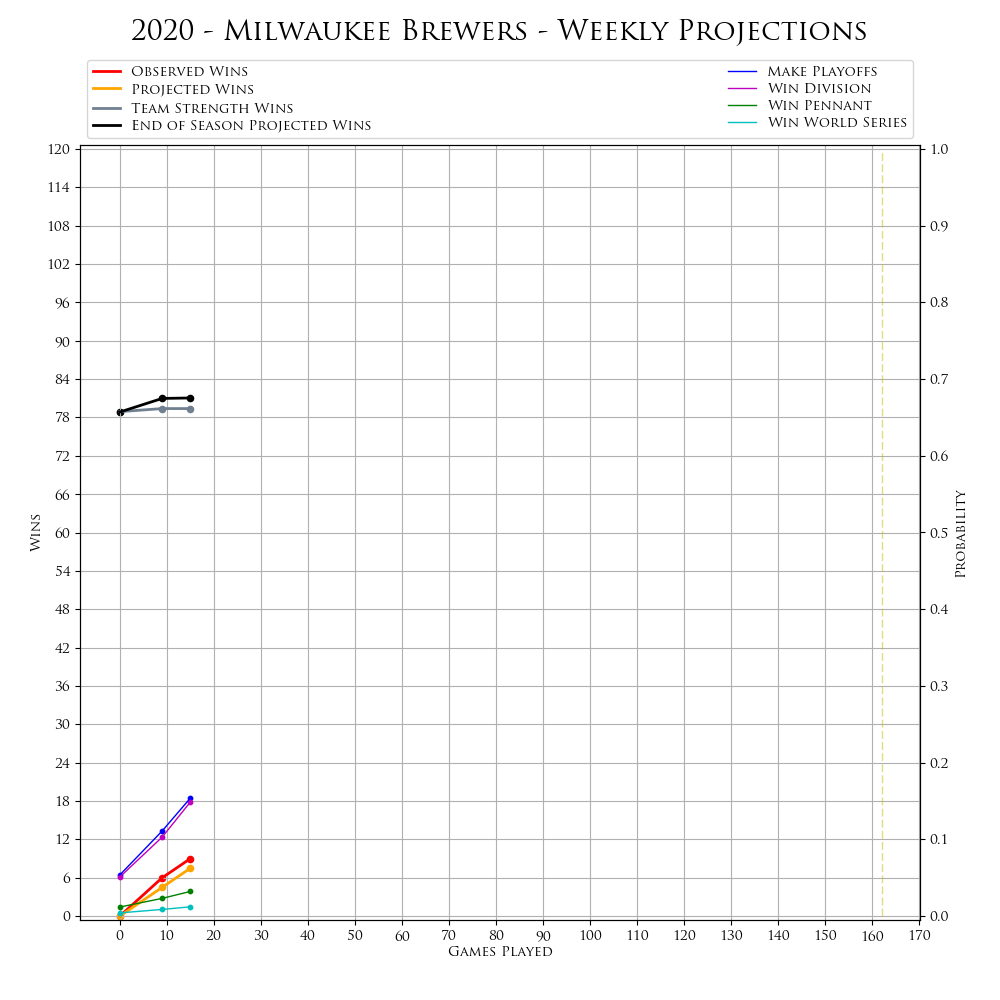 2020 - Milwaukee Brewers - Weekly Projections
Observed Wins
Projected Wins
Team Strength Wins
End of Season Projected Wins
Make Playoffs
Win Division
Win Pennant
Win World Series
120
114
108
102
96
90
84
78
72
66
60
54
48
42
36
30
24
18
12
6
0
Wins
1.0
0.9
0.8
0.7
0.6
0.5
0.4
0.3
0.2
0.1
0.0
Probability
0 10 20 30 40 50 60 70 80 90 100 110 120 130 140 150 160 170
Games Played